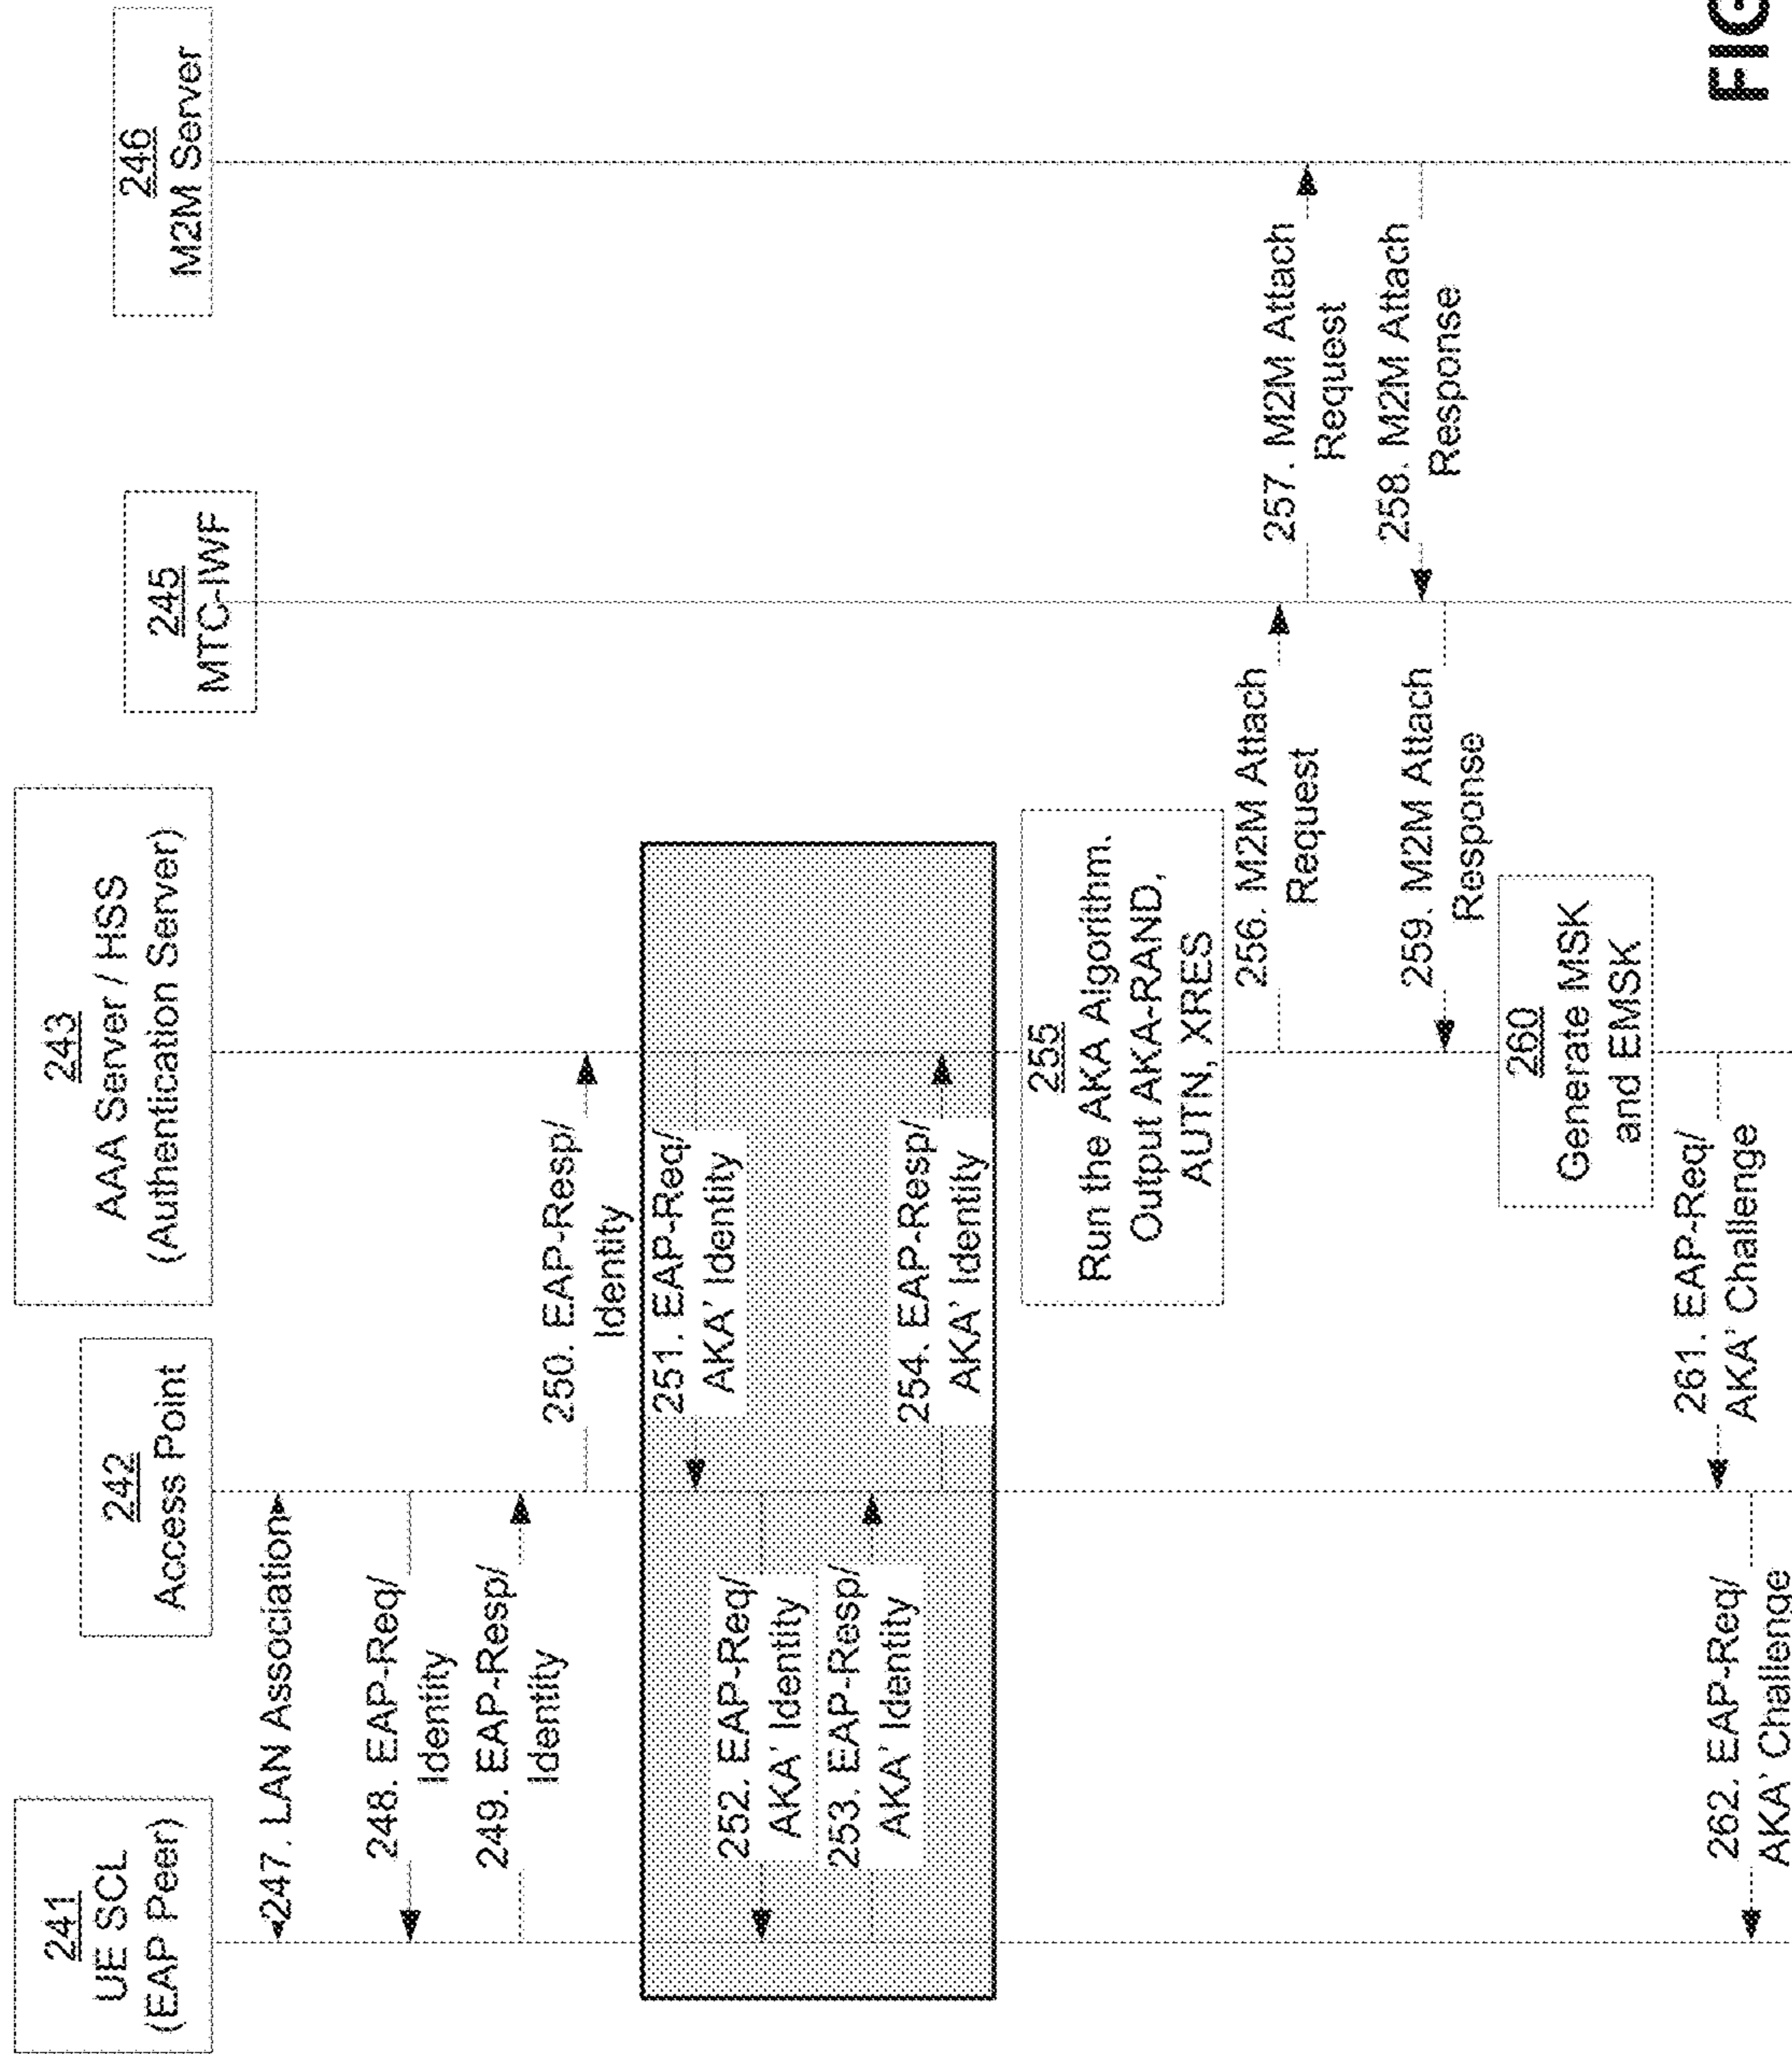 241
UE SCL
(EAP Peer)
242
Access Point
243
AAA Server / HSS
(Authentication Server)
245
MTC-IWF
246
M2M Server
247. LAN Association
248. EAP-Req/
Identity
249. EAP-Resp/
Identity
250. EAP-Resp/
Identity
251. EAP-Req/
AKA' Identity
252. EAP-Req/
AKA' Identity
253. EAP-Resp/
AKA' Identity
254. EAP-Resp/
AKA' Identity
255
Run the AKA Algorithm.
Output AKA-RAND,
AUTN, XRES
256. M2M Attach
Request
257. M2M Attach
Request
258. M2M Attach
Response
259. M2M Attach
Response
260
Generate MSK
and EMSK
261. EAP-Req/
AKA' Challenge
262. EAP-Req/
AKA' Challenge
FIG